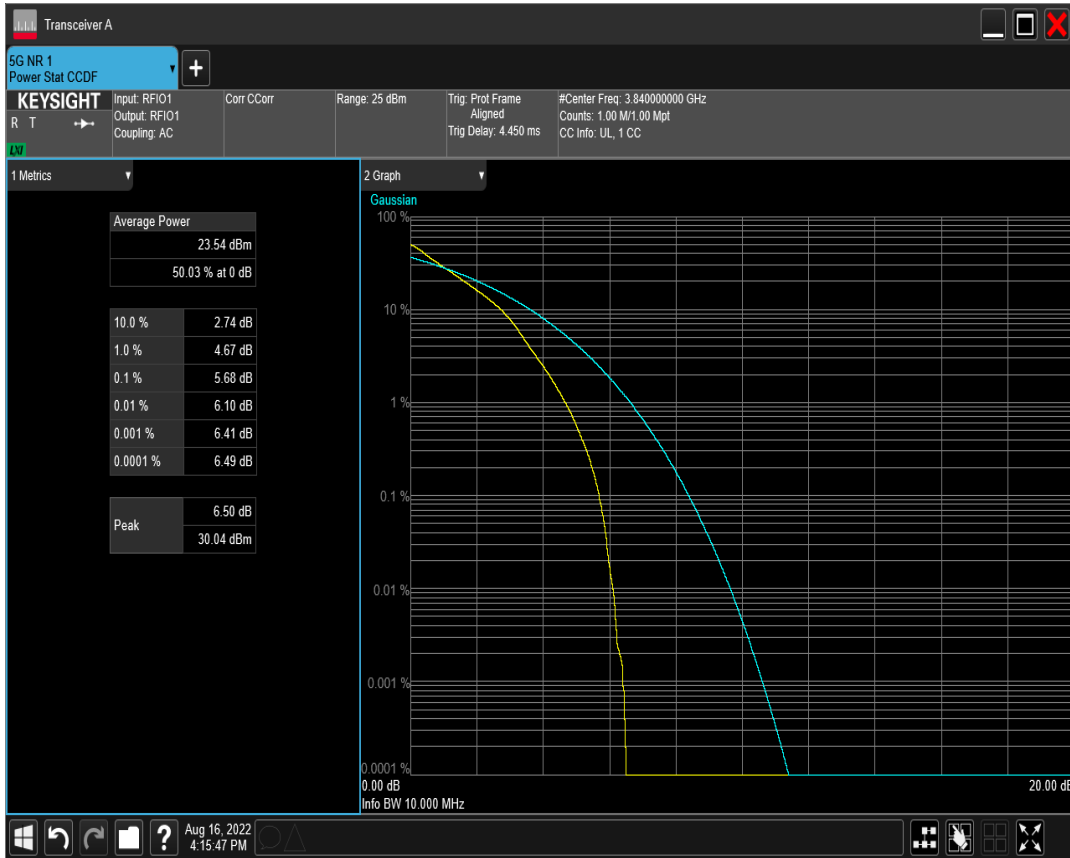 Transceiver A
5G NR 1
Power Stat CCDF
+
KEYSIGHT
R T
LXI
Input: RFIO1
Output: RFIO1
Coupling: AC
Corr CCorr
Range: 25 dBm
Trig: Prot Frame
Aligned
Trig Delay: 4.450 ms
#Center Freq: 3.840000000 GHz
Counts: 1.00 M/1.00 Mpt
CC Info: UL, 1 CC
1 Metrics
Average Power
23.54 dBm
50.03 % at 0 dB
10.0 % 2.74 dB
1.0 % 4.67 dB
0.1 % 5.68 dB
0.01 % 6.10 dB
0.001 % 6.41 dB
0.0001 % 6.49 dB
Peak 6.50 dB
30.04 dBm
2 Graph
Gaussian
100 %
10 %
1 %
0.1 %
0.01 %
0.001 %
0.0001 %
0.00 dB 20.00 dB
Info BW 10.000 MHz
?
Aug 16, 2022
4:15:47 PM